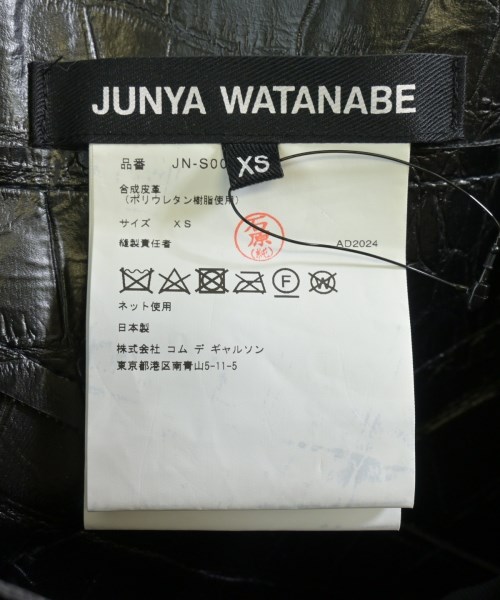 JUNYA WATANABE
XS
品番 JN-S00
合成皮革
(ポリウレタン樹脂使用)
サイズ XS
縫製責任者 石原(純) AD2024
ネット使用
日本製
株式会社 コム デ ギャルソン
東京都港区南青山5-11-5